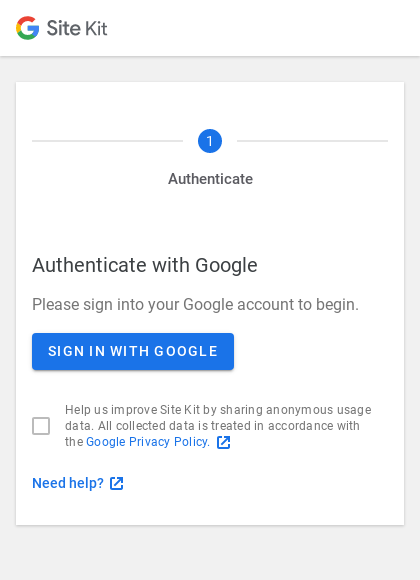 Site Kit
1
Authenticate
Authenticate with Google
Please sign into your Google account to begin.
SIGN IN WITH GOOGLE
Help us improve Site Kit by sharing anonymous usage
data. All collected data is treated in accordance with
the Google Privacy Policy.
Need help?